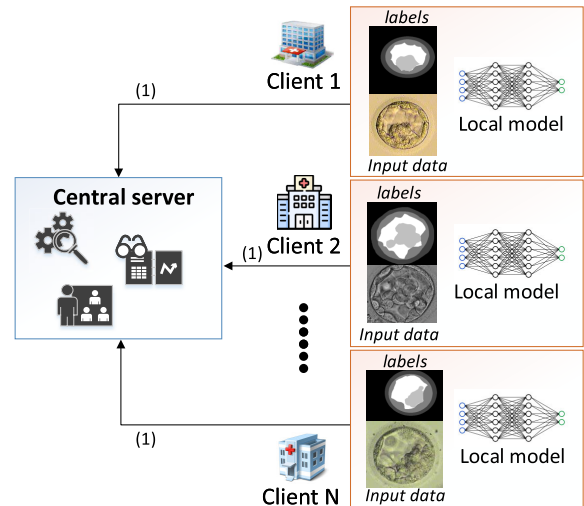 labels
Client 1
(1)
Local model
Input data
Central server
labels
Client 2
(1)
Local model
Input data
labels
(1)
Local model
Input data
Client N